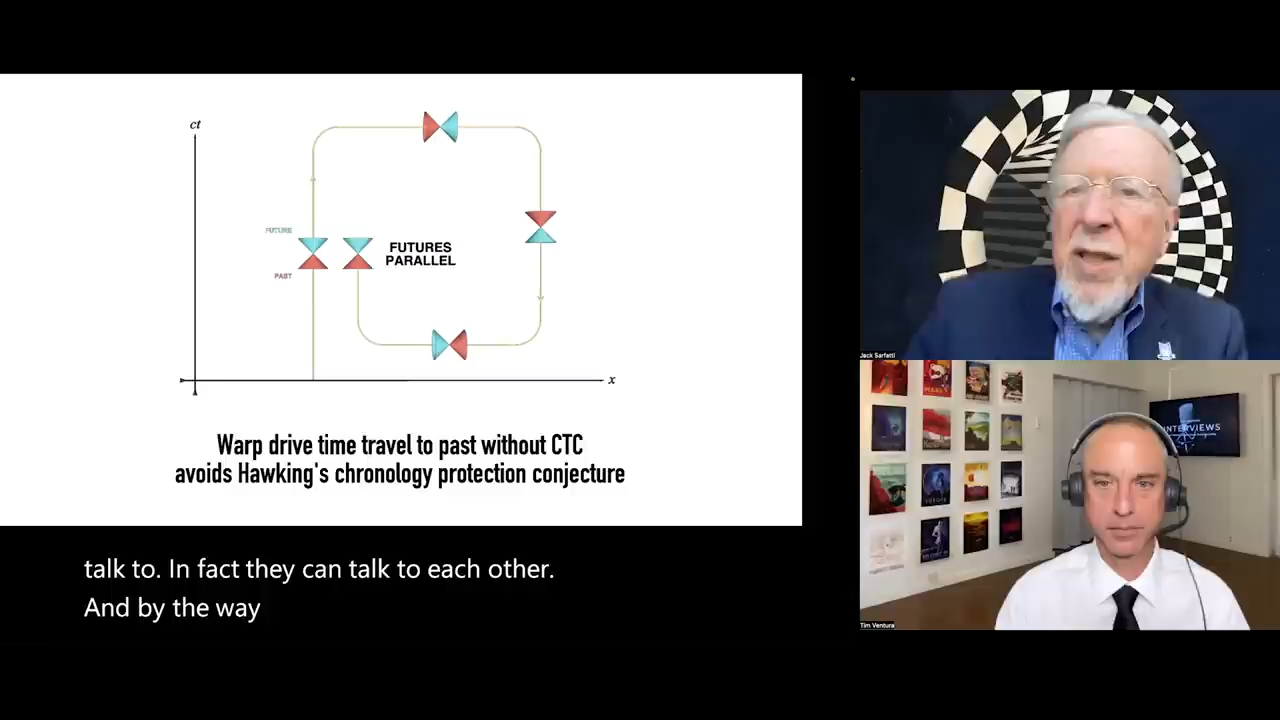 ct
FUTURE
PAST
FUTURES
PARALLEL
x
Warp drive time travel to past without CTC
avoids Hawking's chronology protection conjecture
talk to. In fact they can talk to each other.
And by the way
Jack Sarfatti
INTERVIEWS
Tim Ventura